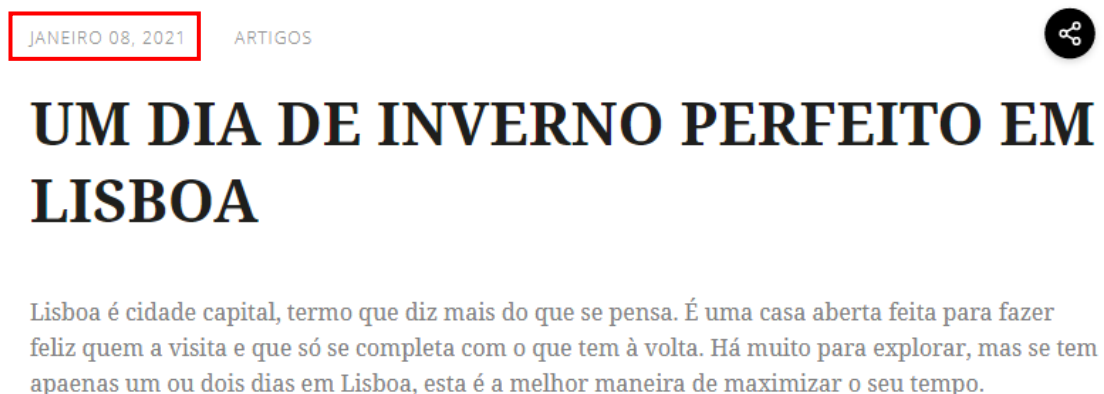 JANEIRO 08, 2021 ARTIGOS
UM DIA DE INVERNO PERFEITO EM
LISBOA
Lisboa é cidade capital, termo que diz mais do que se pensa. É uma casa aberta feita para fazer
feliz quem a visita e que só se completa com o que tem à volta. Há muito para explorar, mas se tem
apaenas um ou dois dias em Lisboa, esta é a melhor maneira de maximizar o seu tempo.